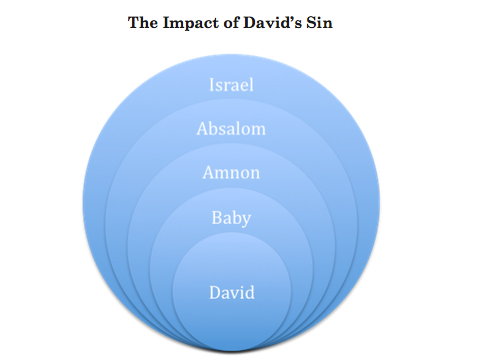 The Impact of David's Sin
Israel
Absalom
Amnon
Baby
David